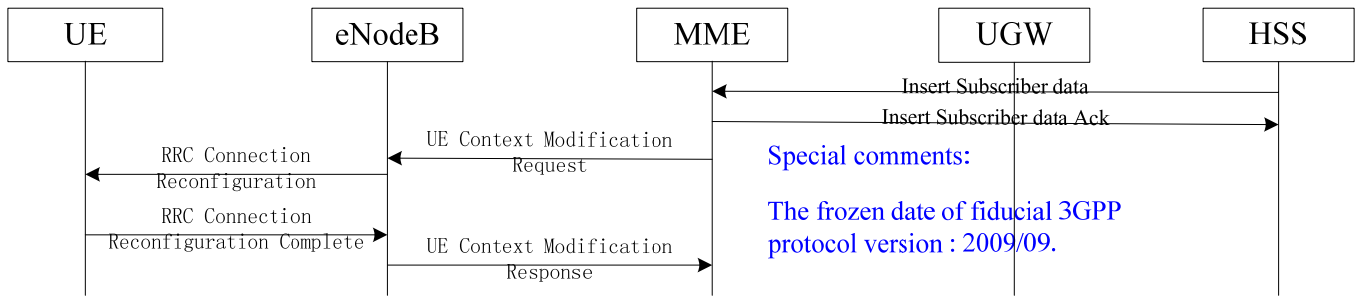 UE
eNodeB
MME
UGW
HSS
Insert Subscriber data
Insert Subscriber data Ack
UE Context Modification
Request
RRC Connection
Reconfiguration
Special comments:
The frozen date of fiducial 3GPP
protocol version : 2009/09.
RRC Connection
Reconfiguration Complete
UE Context Modification
Response